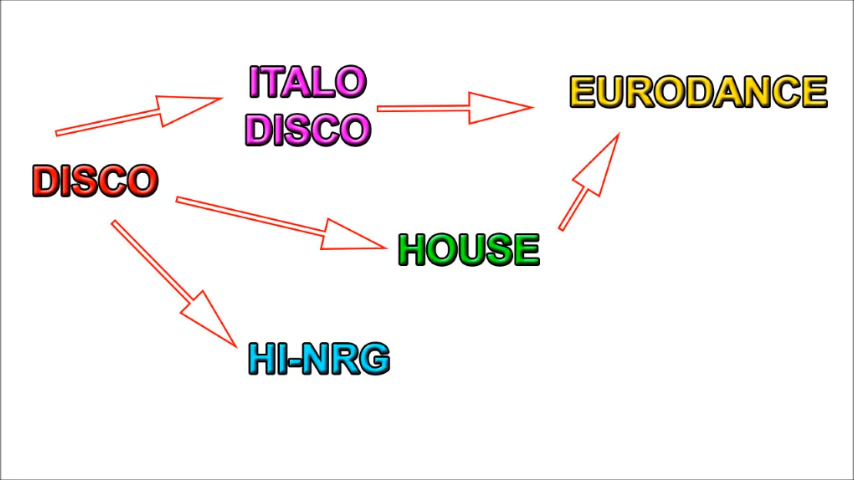 ITALO
DISCO
EURODANCE
DISCO
HOUSE
HI-NRG